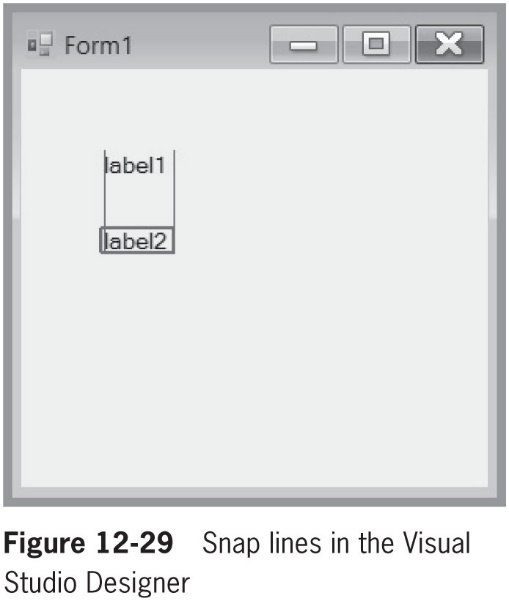 Form1
label1
label2
Figure 12-29 Snap lines in the Visual
Studio Designer